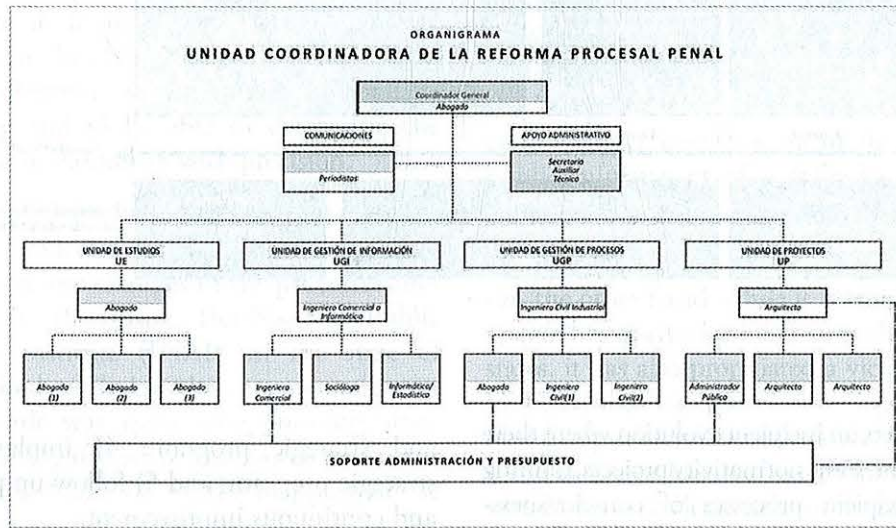 ORGANIGRAMA
UNIDAD COORDINADORA DE LA REFORMA PROCESAL PENAL
Coordinador General
Abogado
COMUNICACIONES
Periodistas
APOYO ADMINISTRATIVO
Secretaria
Auxiliar
Técnico
UNIDAD DE ESTUDIOS
UE
UNIDAD DE GESTIÓN DE INFORMACIÓN
UGI
UNIDAD DE GESTIÓN DE PROCESOS
UGP
UNIDAD DE PROYECTOS
UP
Abogado
Ingeniero Comercial o
Informático
Ingeniero Civil Industrial
Arquitecto
Abogado
(1)
Abogado
(2)
Abogado
(3)
Ingeniero
Comercial
Sociólogo
Informático/
Estadístico
Abogado
Ingeniero
Civil(1)
Ingeniero
Civil(2)
Administrador
Público
Arquitecto
Arquitecto
SOPORTE ADMINISTRACIÓN Y PRESUPUESTO